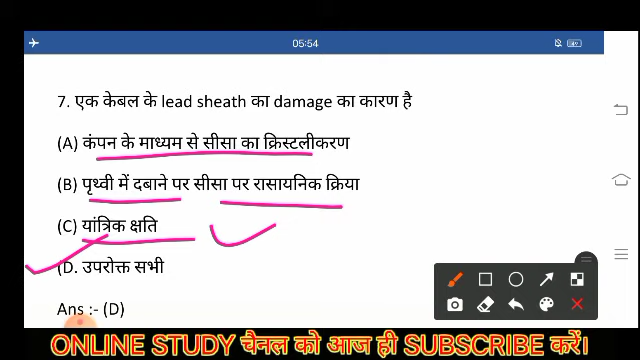 05:54
7. एक केबल के lead sheath का damage का कारण है
(A) कंपन के माध्यम से सीसा का क्रिस्टलीकरण
(B) पृथ्वी में दबाने पर सीसा पर रासायनिक क्रिया
(C) यांत्रिक क्षति
(D. उपरोक्त सभी
Ans :- (D)
ONLINE STUDY चैनल को आज ही SUBSCRIBE करें।